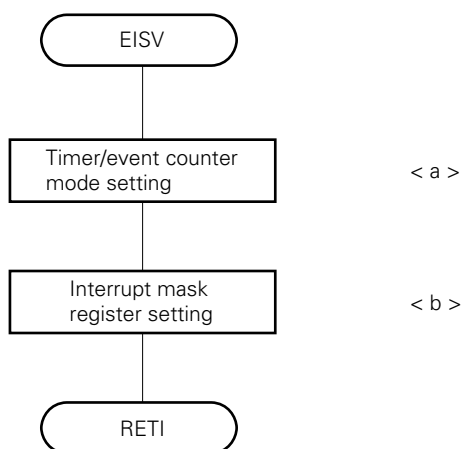 EISV
Timer/event counter
mode setting
< a >
Interrupt mask
register setting
< b >
RETI